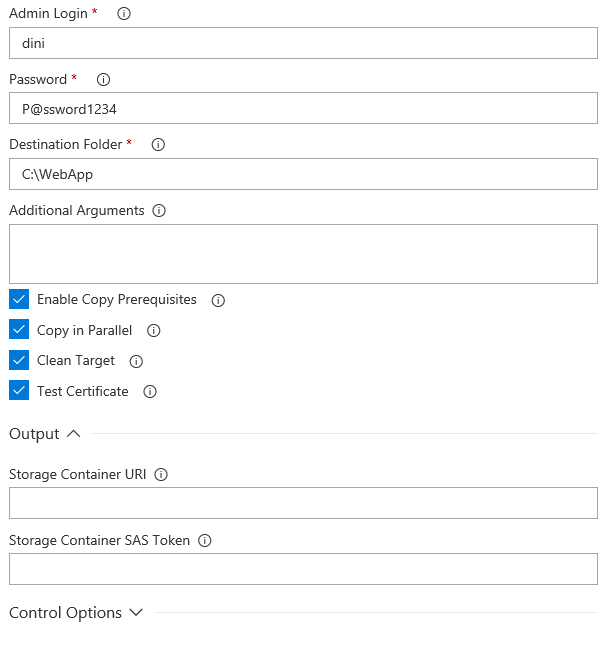 Admin Login *
dini
Password *
P@ssword1234
Destination Folder *
C:\WebApp
Additional Arguments
Enable Copy Prerequisites
Copy in Parallel
Clean Target
Test Certificate
Output
Storage Container URI
Storage Container SAS Token
Control Options